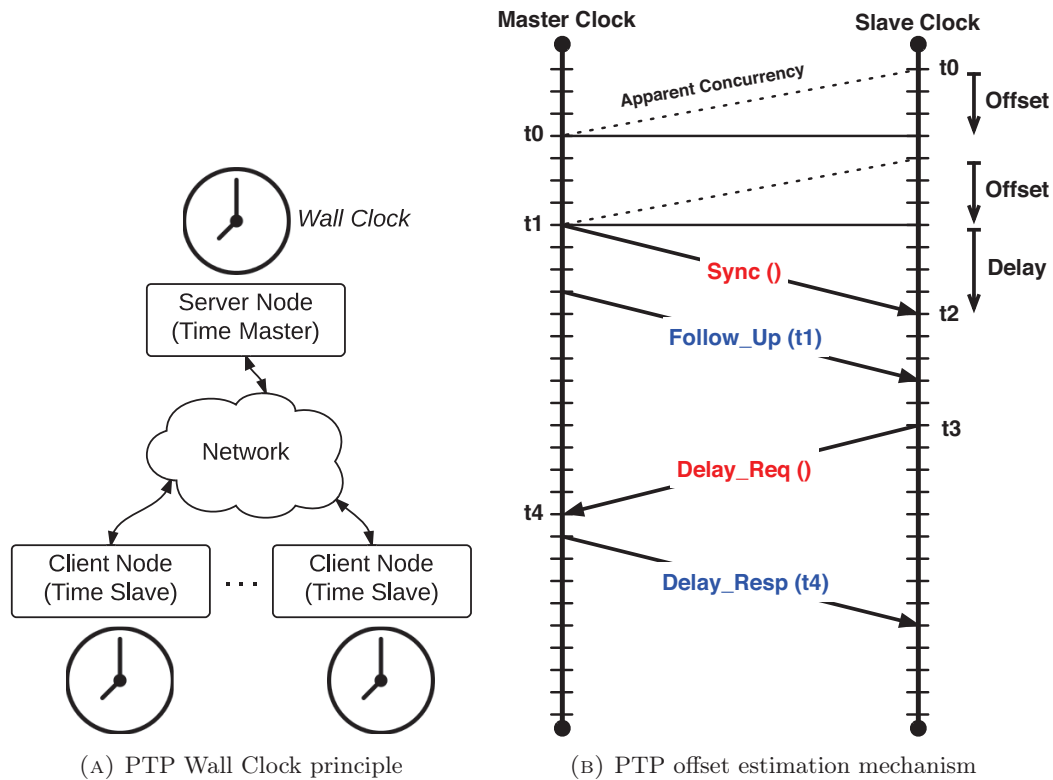 Wall Clock
Server Node
(Time Master)
Network
Client Node
(Time Slave)
...
Client Node
(Time Slave)
(A) PTP Wall Clock principle
Master Clock
Slave Clock
t0
Apparent Concurrency
Offset
t0
Offset
t1
Sync ()
Delay
t2
Follow_Up (t1)
t3
Delay_Req ()
t4
Delay_Resp (t4)
(B) PTP offset estimation mechanism